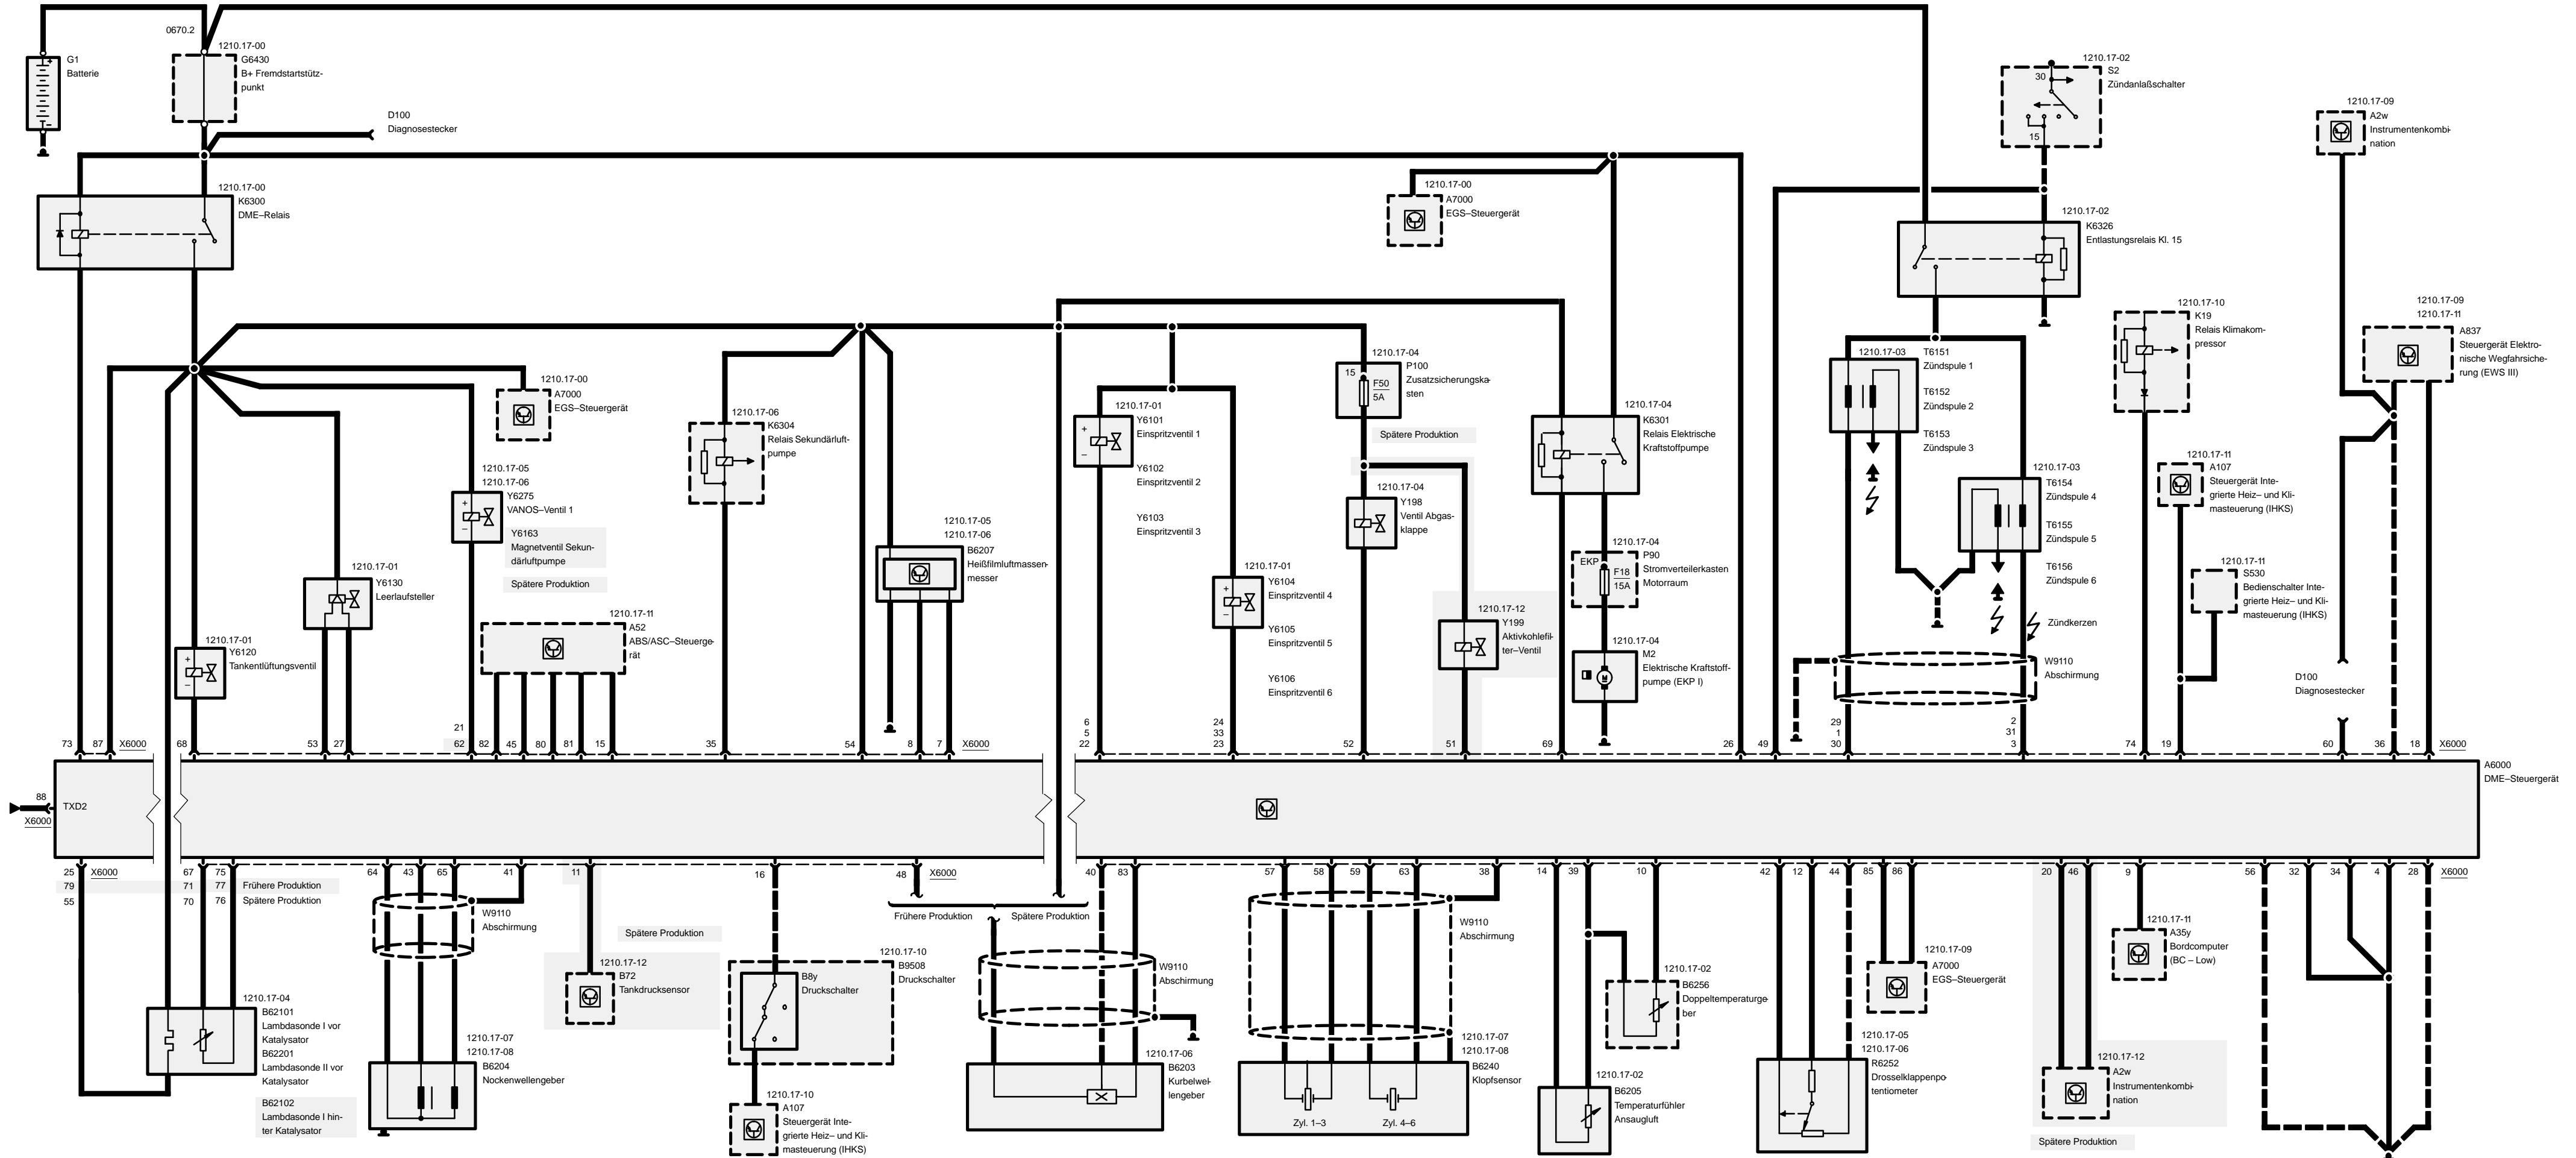 0670.2
G1
Batterie
1210.17-00
G6430
B+ Fremdstartstütz-
punkt
D100
Diagnosestecker
1210.17-00
K6300
DME–Relais
1210.17-00
A7000
EGS–Steuergerät
1210.17-02
S2
Zündanlaßschalter
30
15
1210.17-09
A2w
Instrumentenkombi-
nation
1210.17-02
K6326
Entlastungsrelais Kl. 15
1210.17-10
K19
Relais Klimakom-
pressor
1210.17-09
1210.17-11
A837
Steuergerät Elektro-
nische Wegfahrsiche-
rung (EWS III)
1210.17-00
A7000
EGS–Steuergerät
1210.17-05
1210.17-06
Y6275
VANOS–Ventil 1
Y6163
Magnetventil Sekun-
därluftpumpe
Spätere Produktion
1210.17-01
Y6130
Leerlaufsteller
1210.17-01
Y6120
Tankentlüftungsventil
1210.17-11
A52
ABS/ASC–Steuerge-
rät
1210.17-06
K6304
Relais Sekundärluft-
pumpe
1210.17-05
1210.17-06
B6207
Heißfilmluftmassen-
messer
1210.17-01
Y6101
Einspritzventil 1
Y6102
Einspritzventil 2
Y6103
Einspritzventil 3
1210.17-01
Y6104
Einspritzventil 4
Y6105
Einspritzventil 5
Y6106
Einspritzventil 6
1210.17-04
P100
Zusatzsicherungska-
sten
15
F50
5A
Spätere Produktion
1210.17-04
Y198
Ventil Abgas-
klappe
1210.17-12
Y199
Aktivkohlefil-
ter–Ventil
1210.17-04
K6301
Relais Elektrische
Kraftstoffpumpe
1210.17-04
P90
Stromverteilerkasten
Motorraum
EKP
F18
15A
1210.17-04
M2
Elektrische Kraftstoff-
pumpe (EKP I)
M
1210.17-03
T6151
Zündspule 1
T6152
Zündspule 2
T6153
Zündspule 3
1210.17-03
T6154
Zündspule 4
T6155
Zündspule 5
T6156
Zündspule 6
Zündkerzen
W9110
Abschirmung
1210.17-11
A107
Steuergerät Inte-
grierte Heiz– und Kli-
masteuerung (IHKS)
1210.17-11
S530
Bedienschalter Inte-
grierte Heiz– und Kli-
masteuerung (IHKS)
D100
Diagnosestecker
21
6
5
24
33
29
1
2
31
73 87 X6000 68 53 27 62 82 45 80 81 15 35 54 8 7 X6000 22 23 52 51 69 26 49 30 3 74 19 60 36 18 X6000
A6000
DME–Steuergerät
88
X6000
TXD2
25 X6000 67 75 64 43 65 41 11 16 48 X6000 40 83 57 58 59 63 38 14 39 10 42 12 44 85 86 X6000 20 46 9 56 32 34 4 28 X6000
79 71 77 Frühere Produktion
55 70 76 Spätere Produktion
W9110
Abschirmung
Spätere Produktion
Frühere Produktion
Spätere Produktion
1210.17-04
B62101
Lambdasonde I vor
Katalysator
B62201
Lambdasonde II vor
Katalysator
B62102
Lambdasonde I hin-
ter Katalysator
1210.17-07
1210.17-08
B6204
Nockenwellengeber
1210.17-12
B72
Tankdrucksensor
1210.17-10
B9508
Druckschalter
B8y
Druckschalter
1210.17-10
A107
Steuergerät Inte-
grierte Heiz– und Kli-
masteuerung (IHKS)
W9110
Abschirmung
1210.17-06
B6203
Kurbelwel-
lengeber
W9110
Abschirmung
1210.17-07
1210.17-08
B6240
Klopfsensor
Zyl. 1–3
Zyl. 4–6
1210.17-02
B6256
Doppeltemperaturge-
ber
1210.17-02
B6205
Temperaturfühler
Ansaugluft
1210.17-05
1210.17-06
R6252
Drosselklappenpo-
tentiometer
1210.17-09
A7000
EGS–Steuergerät
1210.17-11
A35y
Bordcomputer
(BC – Low)
1210.17-12
A2w
Instrumentenkombi-
nation
Spätere Produktion